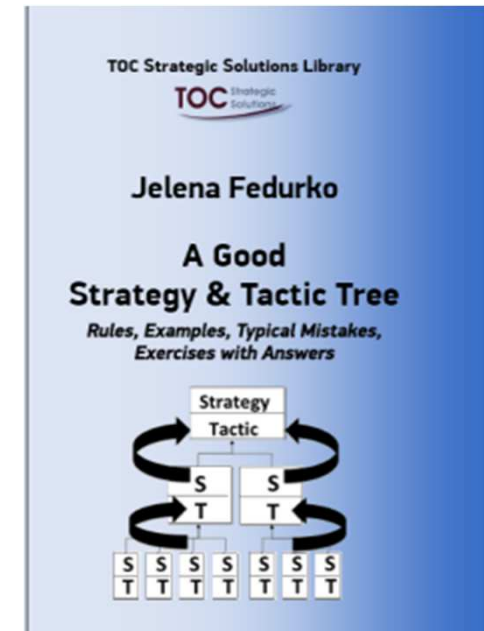 TOC Strategic Solutions Library
TOC Strategic
Solutions
Jelena Fedurko
A Good
Strategy & Tactic Tree
Rules, Examples, Typical Mistakes,
Exercises with Answers
Strategy
Tactic
S S
T T
S S S S S S S
T T T T T T T